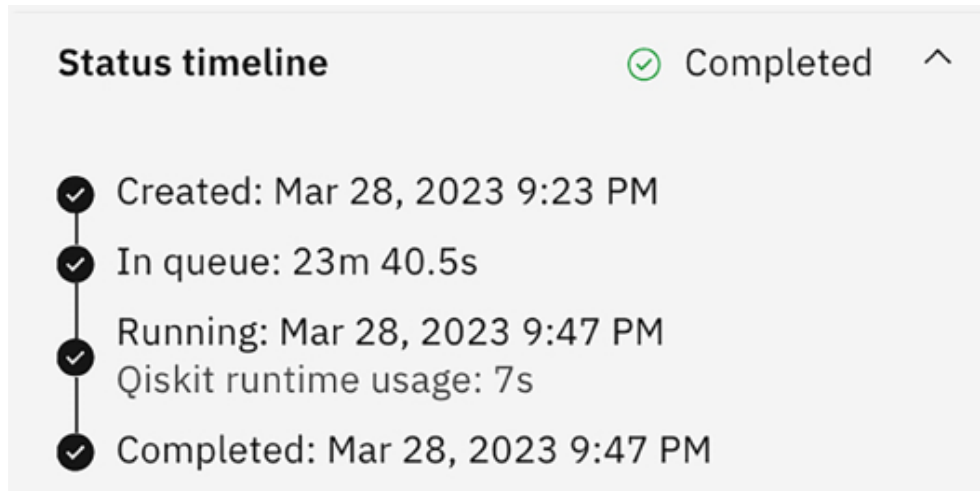 Status timeline
Completed
Created: Mar 28, 2023 9:23 PM
In queue: 23m 40.5s
Running: Mar 28, 2023 9:47 PM
Qiskit runtime usage: 7s
Completed: Mar 28, 2023 9:47 PM